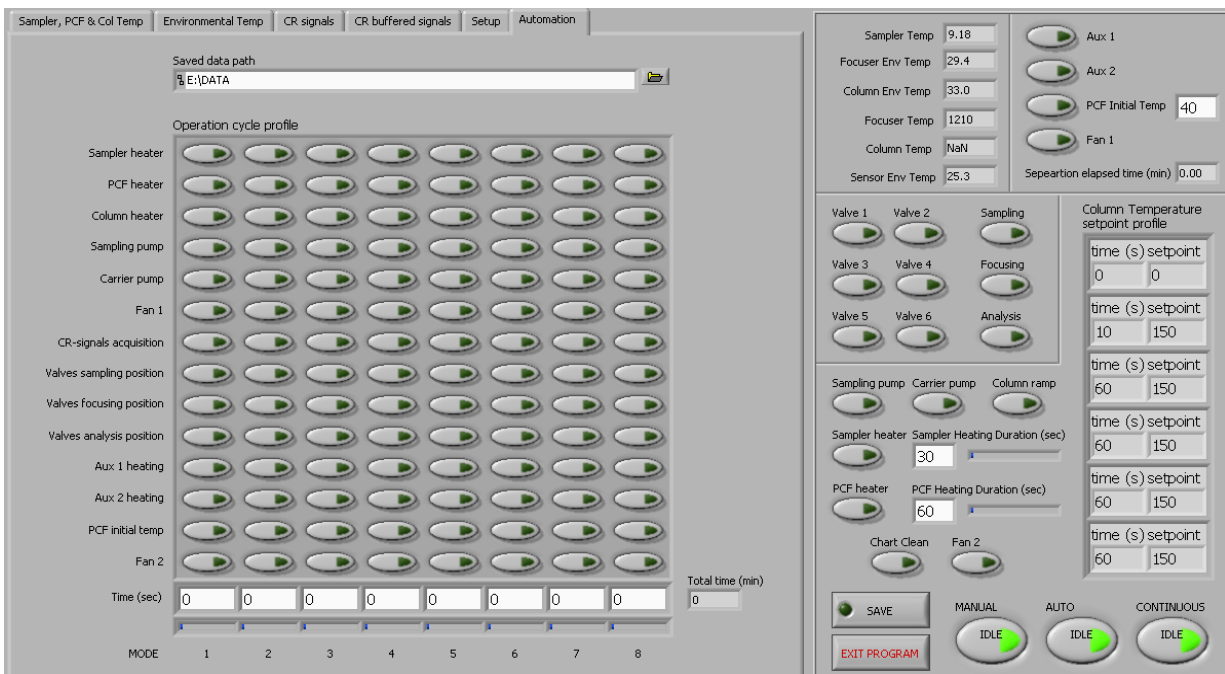 Sampler, PCF & Col Temp Environmental Temp CR signals CR buffered signals Setup Automation
Saved data path
E:\DATA
Operation cycle profile
Sampler heater
PCF heater
Column heater
Sampling pump
Carrier pump
Fan 1
CR-signals acquisition
Valves sampling position
Valves focusing position
Valves analysis position
Aux 1 heating
Aux 2 heating
PCF initial temp
Fan 2
Time (sec) 0 0 0 0 0 0 0 0
Total time (min)
0
MODE 1 2 3 4 5 6 7 8
Sampler Temp 9.18
Focuser Env Temp 29.4
Column Env Temp 33.0
Focuser Temp 1210
Column Temp NaN
Sensor Env Temp 25.3
Aux 1
Aux 2
PCF Initial Temp 40
Fan 1
Sepeartion elapsed time (min) 0.00
Valve 1 Valve 2 Sampling
Valve 3 Valve 4 Focusing
Valve 5 Valve 6 Analysis
Column Temperature
setpoint profile
time (s) setpoint
0 0
time (s) setpoint
10 150
time (s) setpoint
60 150
time (s) setpoint
60 150
time (s) setpoint
60 150
time (s) setpoint
60 150
Sampling pump Carrier pump Column ramp
Sampler heater Sampler Heating Duration (sec)
30
PCF heater PCF Heating Duration (sec)
60
Chart Clean Fan 2
SAVE
EXIT PROGRAM
MANUAL AUTO CONTINUOUS
IDLE IDLE IDLE